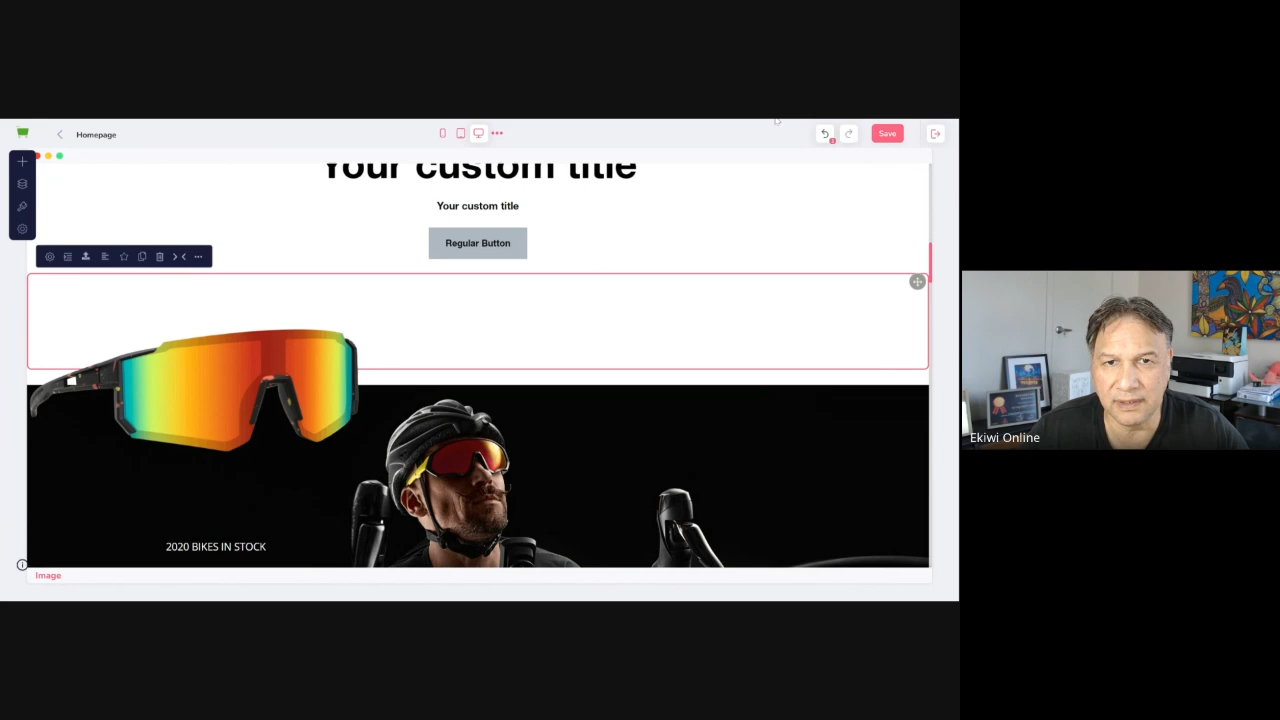 Homepage
Save
Your custom title
Your custom title
Regular Button
2020 BIKES IN STOCK
Image
Ekiwi Online